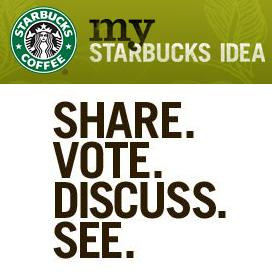 STARBUCKS
COFFEE
®
my
STARBUCKS IDEA
SHARE.
VOTE.
DISCUSS.
SEE.